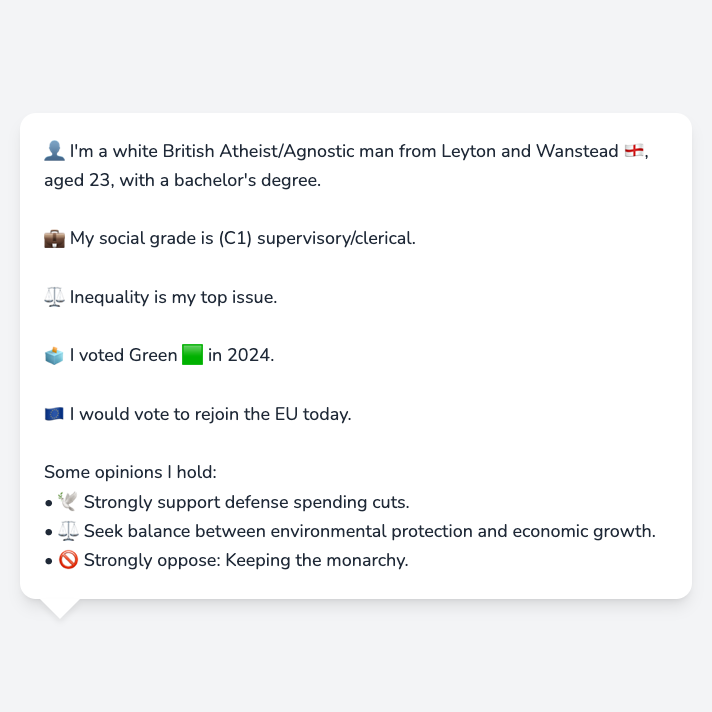 👤 I'm a white British Atheist/Agnostic man from Leyton and Wanstead 🏴󠁧󠁢󠁥󠁮󠁧󠁿,
aged 23, with a bachelor's degree.
💼 My social grade is (C1) supervisory/clerical.
⚖️ Inequality is my top issue.
🗳️ I voted Green 🟩 in 2024.
🇪🇺 I would vote to rejoin the EU today.
Some opinions I hold:
• 🕊️ Strongly support defense spending cuts.
• ⚖️ Seek balance between environmental protection and economic growth.
• 🚫 Strongly oppose: Keeping the monarchy.